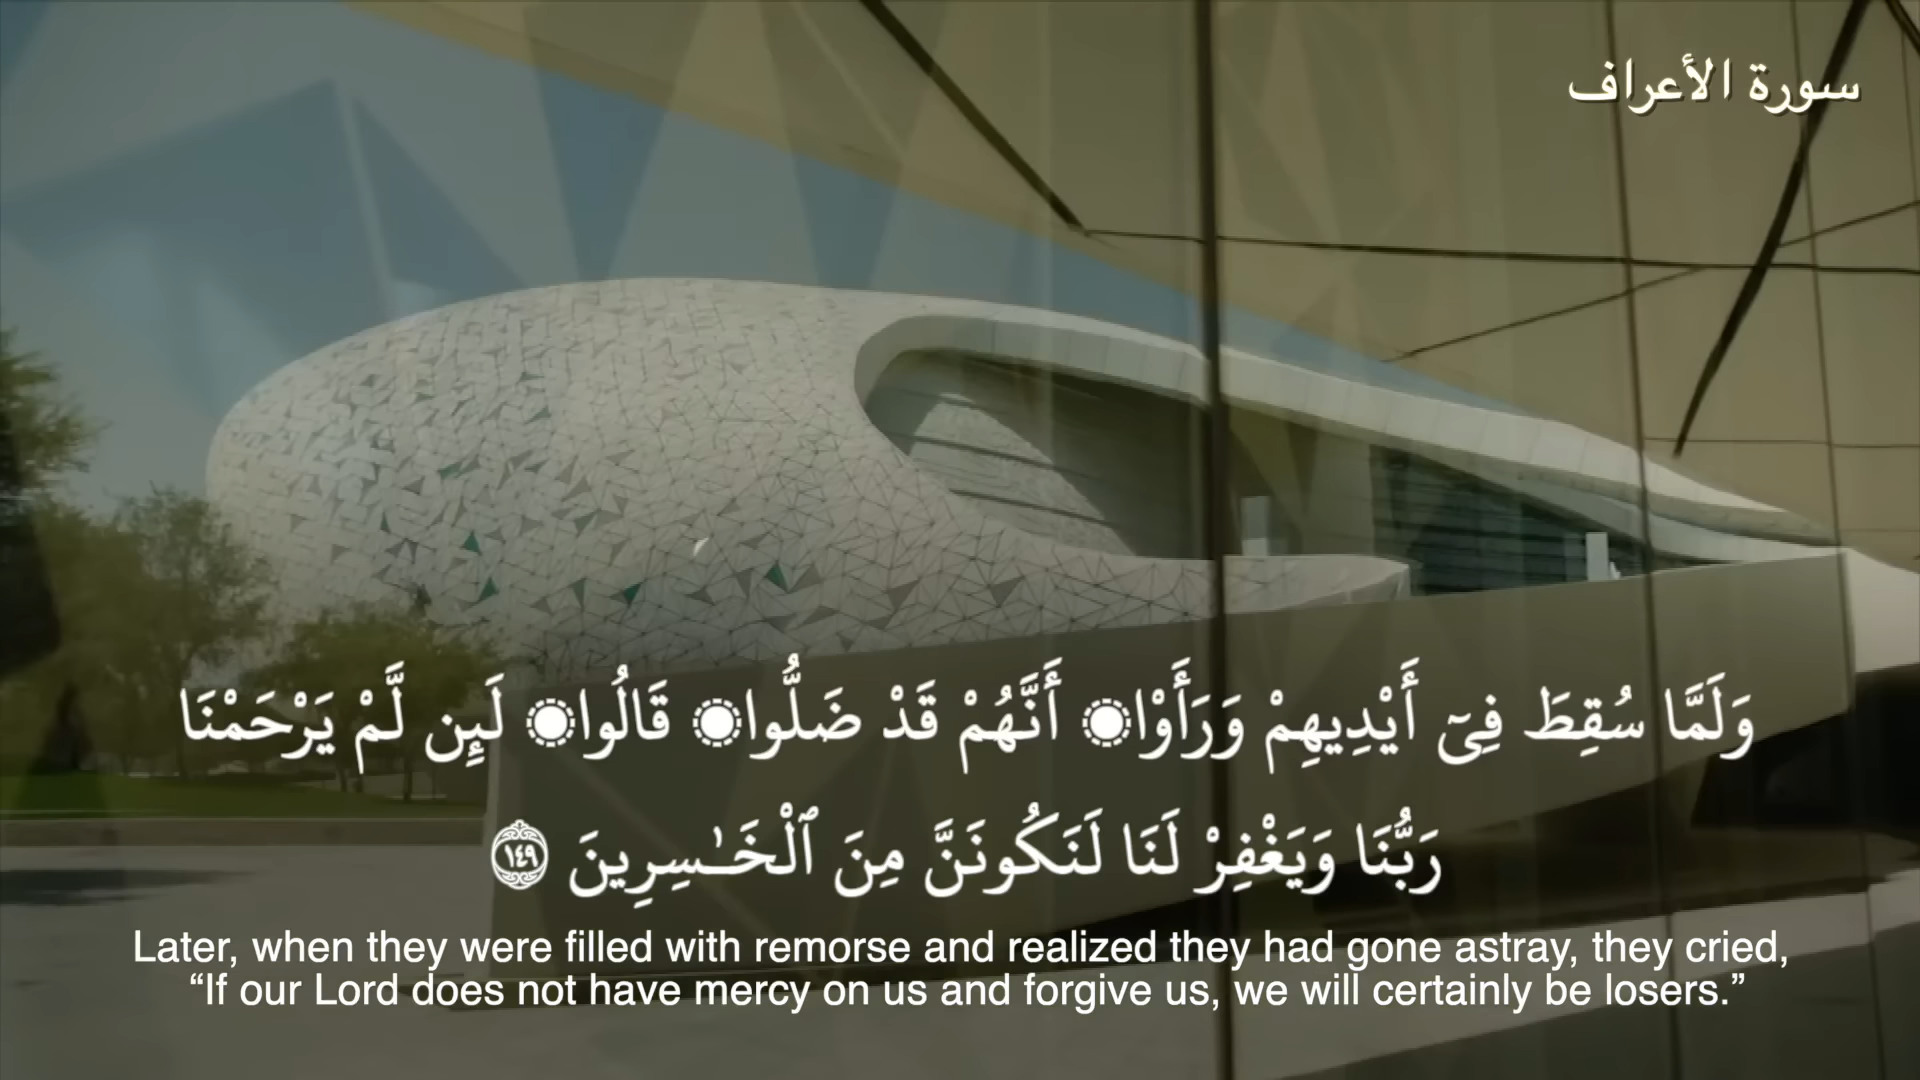 سورة الأعراف
وَلَمَّا سُقِطَ فِىٓ أَيْدِيهِمْ وَرَأَوْا۟ أَنَّهُمْ قَدْ ضَلُّوا۟ قَالُوا۟ لَئِن لَّمْ يَرْحَمْنَا
رَبُّنَا وَيَغْفِرْ لَنَا لَنَكُونَنَّ مِنَ ٱلْخَـٰسِرِينَ ١٤٩
Later, when they were filled with remorse and realized they had gone astray, they cried,
“If our Lord does not have mercy on us and forgive us, we will certainly be losers.”